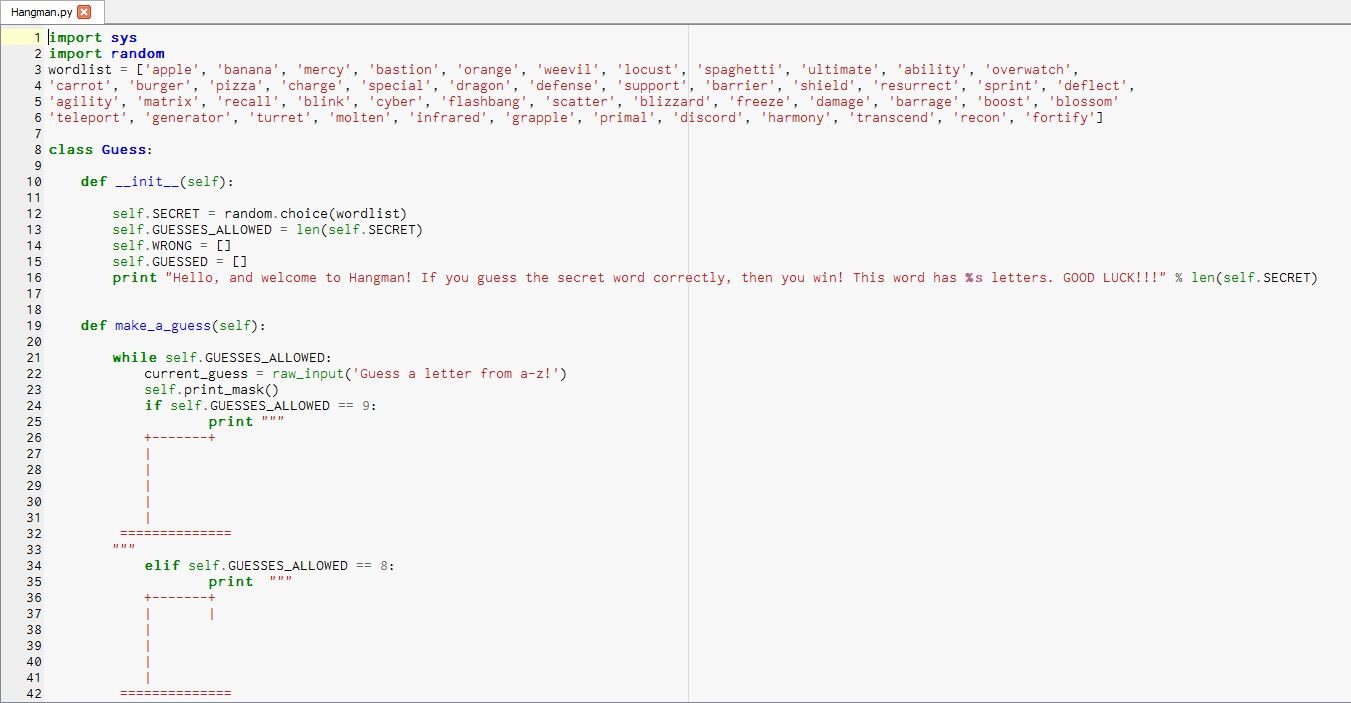 Hangman.py
1 import sys
2 import random
3 wordlist = ['apple', 'banana', 'mercy', 'bastion', 'orange', 'weevil', 'locust', 'spaghetti', 'ultimate', 'ability', 'overwatch',
4 'carrot', 'burger', 'pizza', 'charge', 'special', 'dragon', 'defense', 'support', 'barrier', 'shield', 'resurrect', 'sprint', 'deflect',
5 'agility', 'matrix', 'recall', 'blink', 'cyber', 'flashbang', 'scatter', 'blizzard', 'freeze', 'damage', 'barrage', 'boost', 'blossom'
6 'teleport', 'generator', 'turret', 'molten', 'infrared', 'grapple', 'primal', 'discord', 'harmony', 'transcend', 'recon', 'fortify']
7
8 class Guess:
9
10     def __init__(self):
11
12         self.SECRET = random.choice(wordlist)
13         self.GUESSES_ALLOWED = len(self.SECRET)
14         self.WRONG = []
15         self.GUESSED = []
16         print "Hello, and welcome to Hangman! If you guess the secret word correctly, then you win! This word has %s letters. GOOD LUCK!!!" % len(self.SECRET)
17
18
19     def make_a_guess(self):
20
21         while self.GUESSES_ALLOWED:
22             current_guess = raw_input('Guess a letter from a-z!')
23             self.print_mask()
24             if self.GUESSES_ALLOWED == 9:
25                     print """
26             +-------+
27             |
28             |
29             |
30             |
31             |
32          ==============
33         """
34             elif self.GUESSES_ALLOWED == 8:
35                     print  """
36             +-------+
37             |       |
38             |
39             |
40             |
41             |
42          ==============